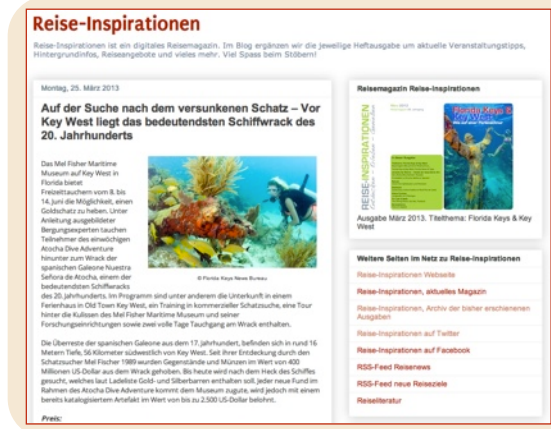 Reise-Inspirationen
Reise-Inspirationen ist ein digitales Reisemagazin. Im Blog ergänzen wir die jeweilige Heftausgabe um aktuelle Veranstaltungstipps,
Hintergrundinfos, Reiseangebote und vieles mehr. Viel Spass beim Stöbern!
Montag, 25. März 2013
Auf der Suche nach dem versunkenen Schatz – Vor
Key West liegt das bedeutendsten Schiffwrack des
20. Jahrhunderts
Das Mel Fisher Maritime
Museum auf Key West in
Florida bietet
Freizeittauchern vom 8. bis
14. Juni die Möglichkeit, einen
Goldschatz zu heben. Unter
Anleitung ausgebildeter
Bergungsexperten tauchen
Teilnehmer des einwöchigen
Atocha Dive Adventure
hinunter zum Wrack der
spanischen Galeone Nuestra
Señora de Atocha, einem der
bedeutendsten Schiffwracks
© Florida Keys News Bureau
des 20. Jahrhunderts. Im Programm sind unter anderem die Unterkunft in einem
Ferienhaus in Old Town Key West, ein Training in kommerzieller Schatzsuche, eine Tour
hinter die Kulissen des Mel Fisher Maritime Museum und seiner
Forschungseinrichtungen sowie zwei volle Tage Tauchgang am Wrack enthalten.
Die Überreste der spanischen Galeone aus dem 17. Jahrhundert, befinden sich in rund 16
Metern Tiefe, 56 Kilometer südwestlich von Key West. Seit ihrer Entdeckung durch den
Schatzsucher Mel Fischer 1989 wurden Gegenstände und Münzen im Wert von 400
Millionen US-Dollar aus dem Wrack gehoben. Bis heute wird nach dem Heck des Schiffes
gesucht, welches laut Ladeliste Gold- und Silberbarren enthalten soll. Jeder neue Fund im
Rahmen des Atocha Dive Adventure kommt dem Museum zugute, wird jedoch mit einem
bereits katalogisiertem Artefakt im Wert von bis zu 2.500 US-Dollar belohnt.
Preis:
Reisemagazin Reise-Inspirationen
REISE-INSPIRATIONEN
Florida Keys &
Key West
Ausgabe März 2013. Titelthema: Florida Keys & Key
West
Weitere Seiten im Netz zu Reise-Inspirationen
Reise-Inspirationen Webseite
Reise-Inspirationen, aktuelles Magazin
Reise-Inspirationen, Archiv der bisher erschienenen
Ausgaben
Reise-Inspirationen auf Twitter
Reise-Inspirationen auf Facebook
RSS-Feed Reisenews
RSS-Feed neue Reiseziele
Reiseliteratur